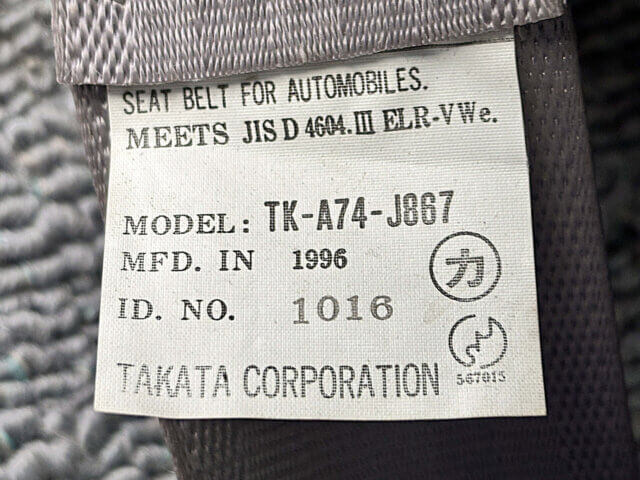 SEAT BELT FOR AUTOMOBILES.
MEETS JIS D 4604.III ELR-VWe.
MODEL: TK-A74-J867
MFD. IN 1996
力
ID. NO. 1016
567015
TAKATA CORPORATION